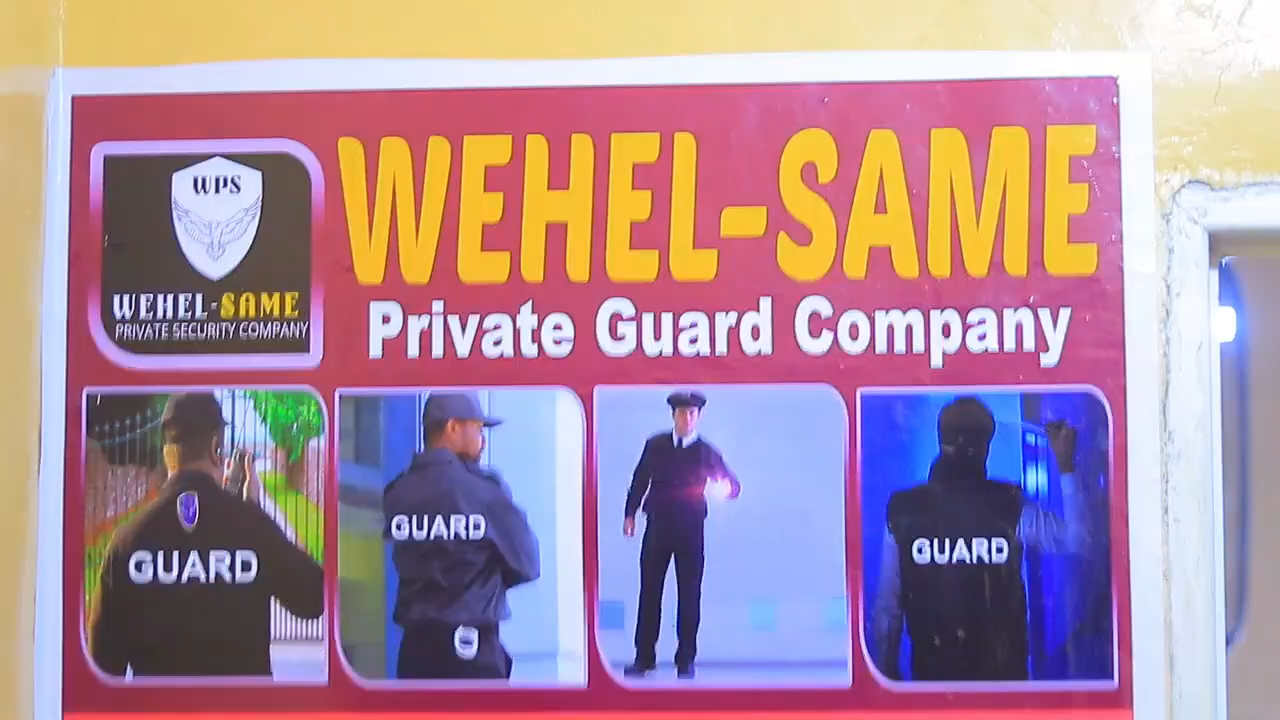 WPS
WEHEL-SAME
PRIVATE SECURITY COMPANY
WEHEL-SAME
Private Guard Company
GUARD
GUARD
GUARD